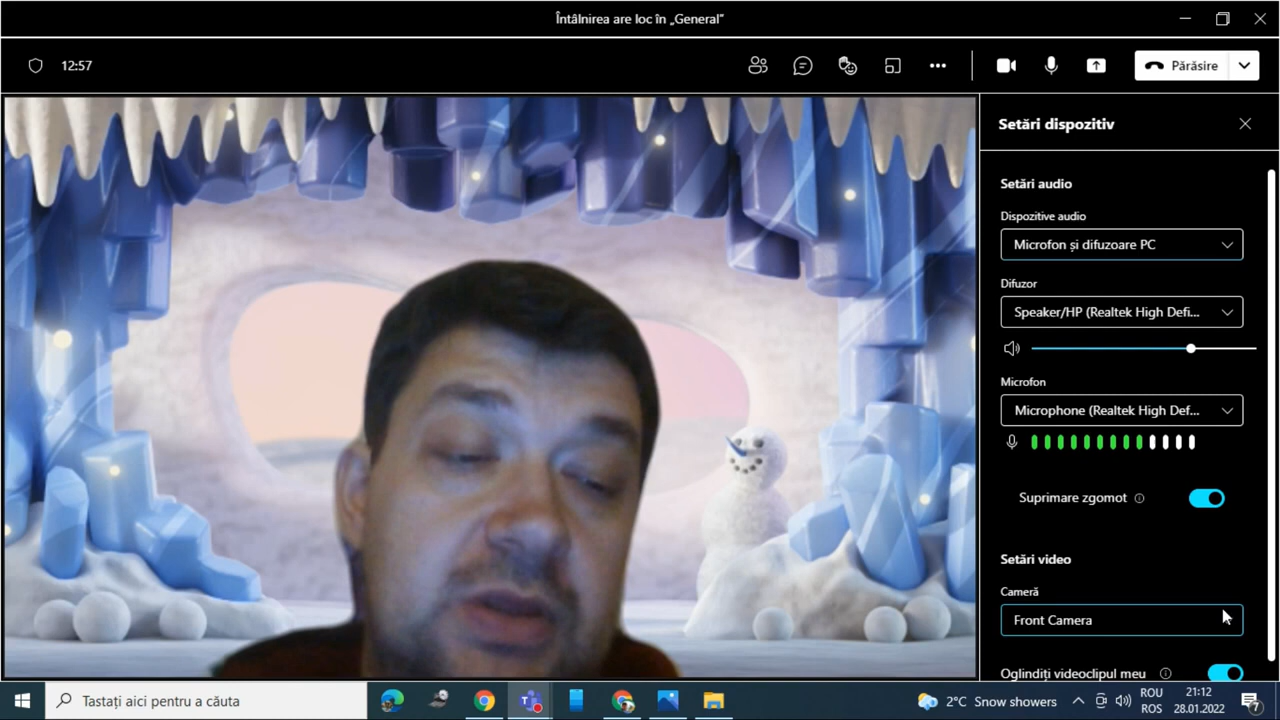 Întâlnirea are loc în „General”
12:57
Părăsire
Setări dispozitiv
Setări audio
Dispozitive audio
Microfon și difuzoare PC
Difuzor
Speaker/HP (Realtek High Defi...
Microfon
Microphone (Realtek High Def...
Suprimare zgomot
Setări video
Cameră
Front Camera
Oglindiți videoclipul meu
Tastați aici pentru a căuta
2°C Snow showers
ROU
ROS
21:12
28.01.2022
7